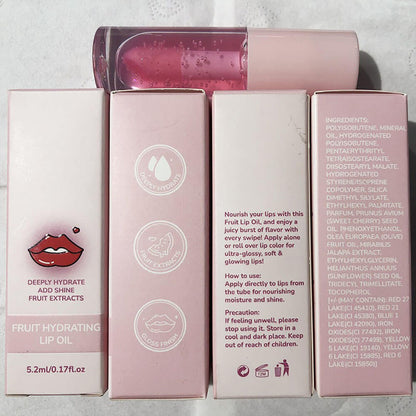 DEEPLY HYDRATE
ADD SHINE
FRUIT EXTRACTS
FRUIT HYDRATING
LIP OIL
5.2ml/0.17fl.oz
DEEPLY HYDRATE
FRUIT EXTRACTS
GLOSS FINISH
Nourish your lips with this
Fruit Lip Oil, and enjoy a
juicy burst of flavor with
every swipe! Apply alone
or roll over lip color for
ultra-glossy, soft &
glowing lips!
How to use:
Apply directly to lips from
the tube for nourishing
moisture and shine.
Precaution:
If feeling unwell, please
stop using it. Store in a
cool and dark place. Keep
out of reach of children.
INGREDIENTS:
POLYISOBUTENE, MINERAL
OIL, HYDROGENATED
POLYISOBUTENE,
PENTAERYTHRITYL
TETRAISOSTEARATE,
DIISOSTEARYL MALATE,
HYDROGENATED
STYRENE/ISOPRENE
COPOLYMER, SILICA
DIMETHYL SILYLATE,
ETHYLHEXYL PALMITATE,
PARFUM, PRUNUS AVIUM
(SWEET CHERRY) SEED
OIL, PHENOXYETHANOL,
OLEA EUROPAEA (OLIVE)
FRUIT OIL, MIRABILIS
JALAPA EXTRACT,
ETHYLHEXYLGLYCERIN,
HELIANTHUS ANNUUS
(SUNFLOWER) SEED OIL,
TRIDECYL TRIMELLITATE,
TOCOPHEROL
[+/-(MAY CONTAIN): RED 27
LAKE(CI 45410), RED 21
LAKE(CI 45380), BLUE 1
LAKE(CI 42090), IRON
OXIDES(CI 77492), IRON
OXIDES(CI 77491), YELLOW
5 LAKE(CI 19140), YELLOW
6 LAKE(CI 15985), RED
6 LAKE(CI 15850)]